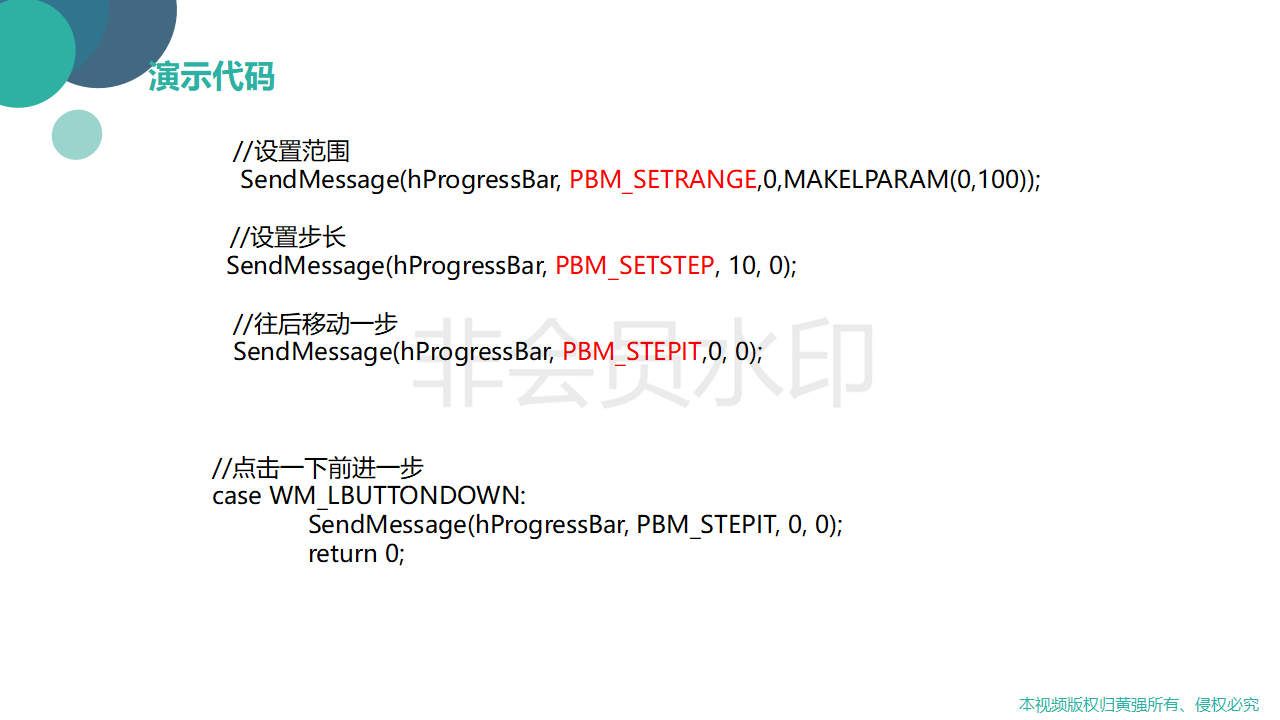 演示代码
//设置范围
SendMessage(hProgressBar, PBM_SETRANGE,0,MAKELPARAM(0,100));
//设置步长
SendMessage(hProgressBar, PBM_SETSTEP, 10, 0);
//往后移动一步
SendMessage(hProgressBar, PBM_STEPIT,0, 0);
非会员水印
//点击一下前进一步
case WM_LBUTTONDOWN:
SendMessage(hProgressBar, PBM_STEPIT, 0, 0);
return 0;
本视频版权归黄强所有、侵权必究